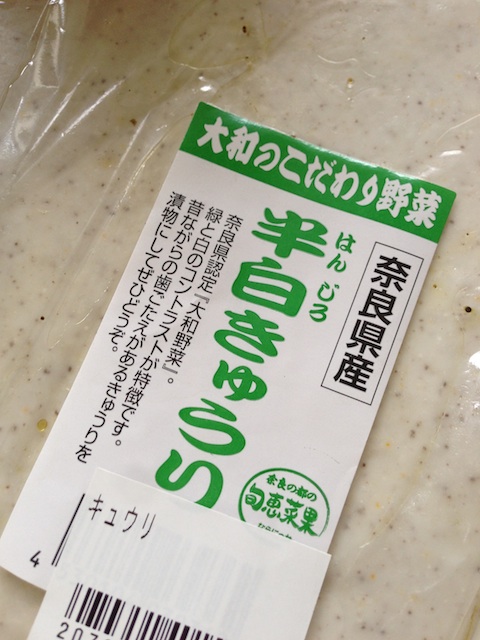 大和のこだわり野菜
奈良県産
はんじろ
半白きゅうり
奈良県認定『大和野菜』。
緑と白のコントラストが特徴です。
昔ながらの歯ごたえがあるきゅうりを
漬物にしてぜひどうぞ。
奈良の都の
旬恵菜果
キュウリ
4